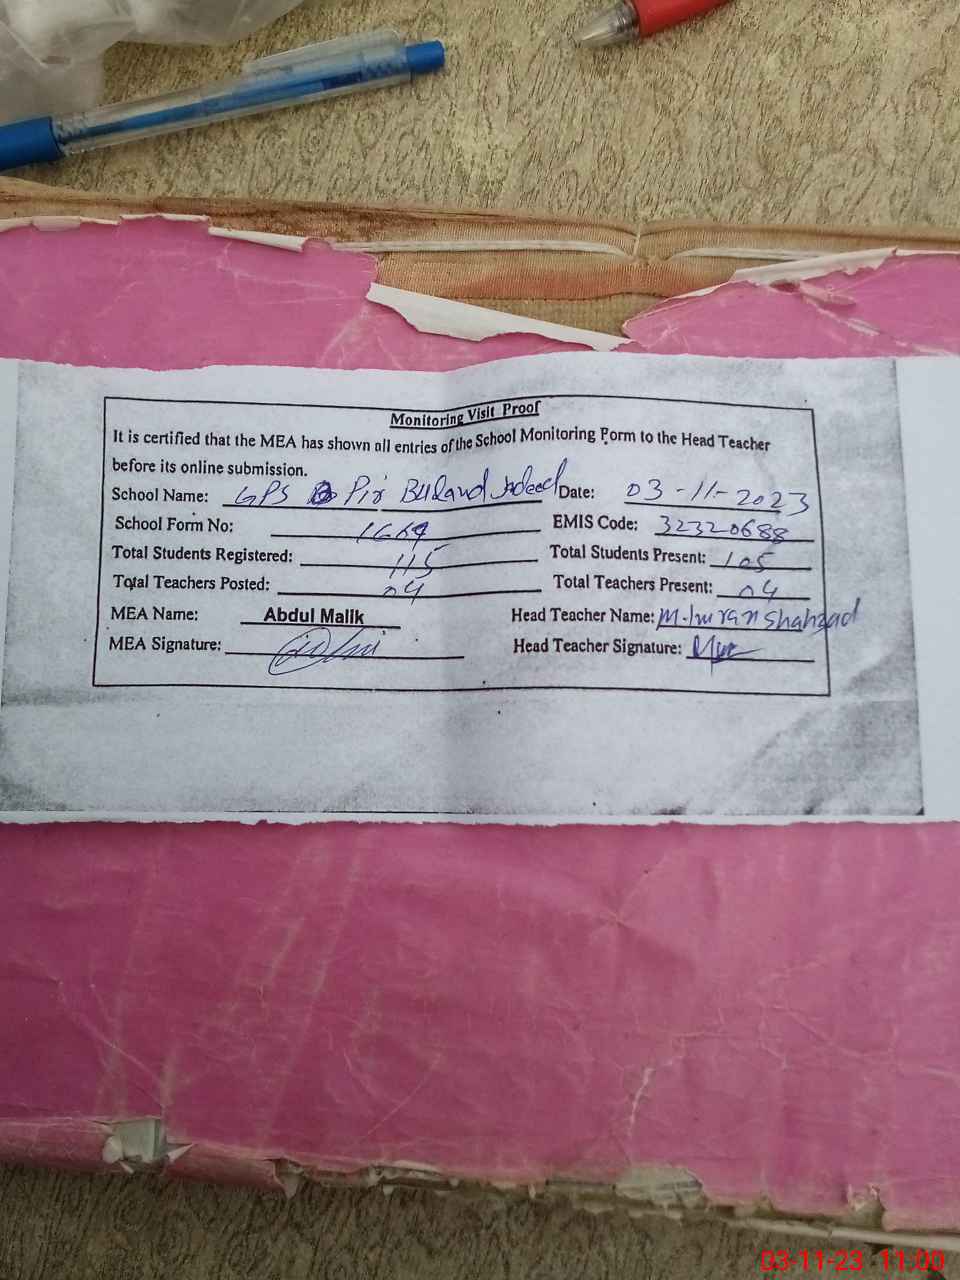 Monitoring Visit Proof
It is certified that the MEA has shown all entries of the School Monitoring Form to the Head Teacher
before its online submission.
School Name: GPS Pir Buland Date: 03-11-2023
School Form No: EMIS Code: 32320688
Total Students Registered: 115 Total Students Present: 105
Total Teachers Posted: 04 Total Teachers Present: 04
MEA Name: Abdul Malik Head Teacher Name: M.Imran Shahzad
MEA Signature: Head Teacher Signature:
03-11-23 11:00